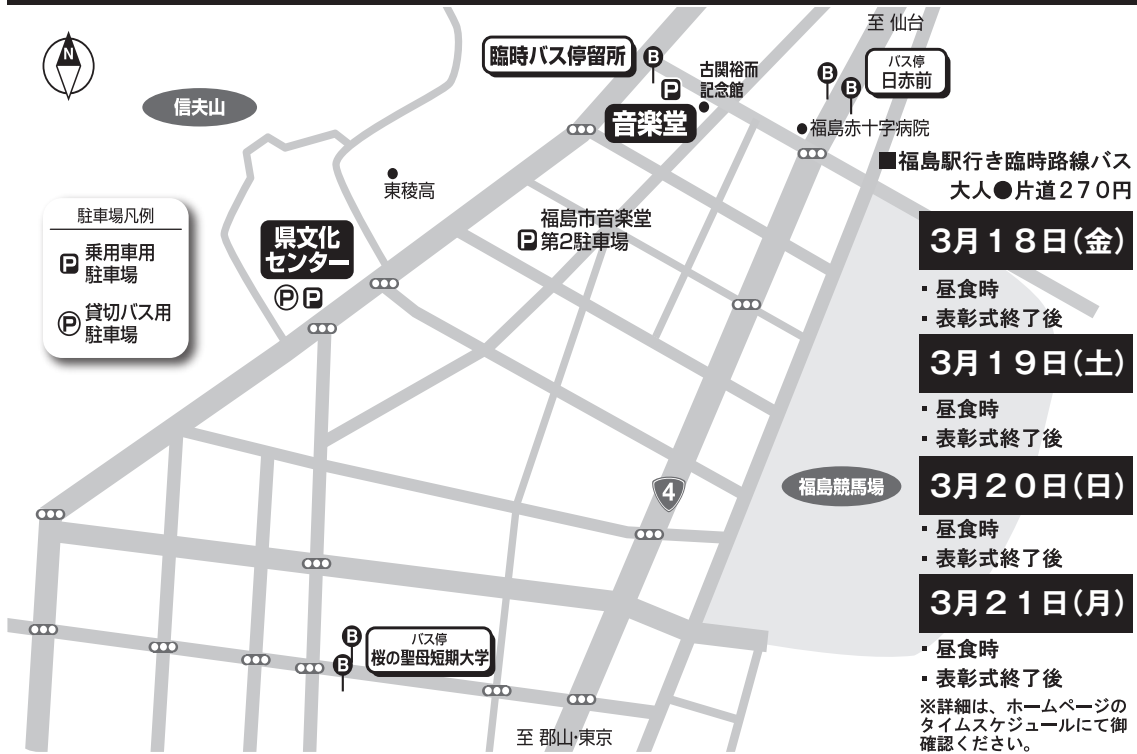 至 仙台
N
臨時バス停留所
B
P
古関裕而
記念館
音楽堂
B
B
バス停
日赤前
福島赤十字病院
信夫山
東稜高
駐車場凡例
P 乗用車用
駐車場
P 貸切バス用
駐車場
県文化
センター
P P
福島市音楽堂
P 第2駐車場
4
福島競馬場
B
B
バス停
桜の聖母短期大学
至 郡山・東京
■福島駅行き臨時路線バス
大人●片道270円
3月18日(金)
・昼食時
・表彰式終了後
3月19日(土)
・昼食時
・表彰式終了後
3月20日(日)
・昼食時
・表彰式終了後
3月21日(月)
・昼食時
・表彰式終了後
※詳細は、ホームページの
タイムスケジュールにて御
確認ください。